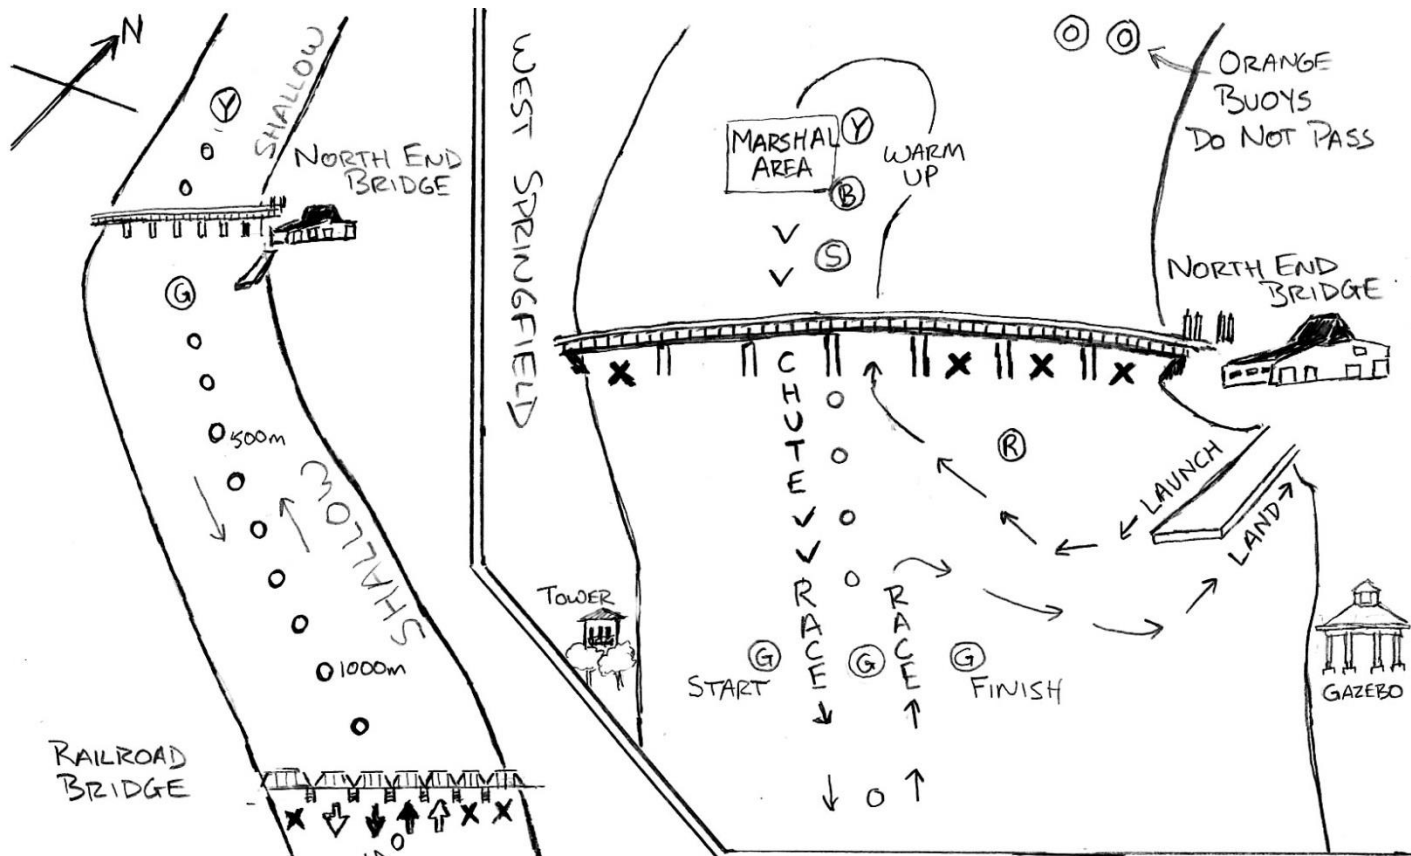 N
SHALLOW
Y
NORTH END
BRIDGE
G
500m
SHALLOW
1000m
RAILROAD
BRIDGE
X
X X
WEST SPRINGFIELD
MARSHAL
AREA
Y
B
S
WARM
UP
O O
ORANGE
BUOYS
DO NOT PASS
NORTH END
BRIDGE
X
X X X
CHUTE
RACE
R
LAUNCH
LAND
RACE
TOWER
G
START
G
G
FINISH
GAZEBO